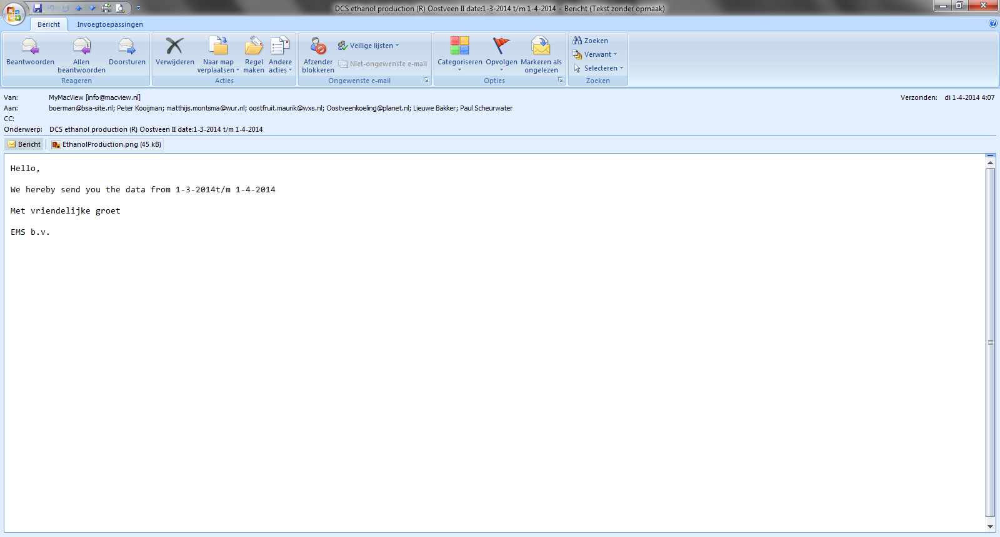 DCS ethanol production (R) Oostveen II date:1-3-2014 t/m 1-4-2014 - Bericht (Tekst zonder opmaak)
Bericht Invoegtoepassingen
Beantwoorden
Allen beantwoorden
Doorsturen
Reageren
Verwijderen
Naar map verplaatsen
Regel maken
Andere acties
Acties
Afzender blokkeren
Veilige lijsten
Niet-ongewenste e-mail
Ongewenste e-mail
Categoriseren
Opvolgen
Markeren als ongelezen
Opties
Zoeken
Verwant
Selecteren
Zoeken
Van: MyMacView [info@macview.nl] Verzonden: di 1-4-2014 4:07
Aan: boerman@bsa-site.nl; Peter Kooijman; matthijs.montsma@wur.nl; oostfruit.maurik@wxs.nl; Oostveenkoeling@planet.nl; Lieuwe Bakker; Paul Scheurwater
CC:
Onderwerp: DCS ethanol production (R) Oostveen II date:1-3-2014 t/m 1-4-2014
Bericht EthanolProduction.png (45 kB)
Hello,
We hereby send you the data from 1-3-2014t/m 1-4-2014
Met vriendelijke groet
EMS b.v.